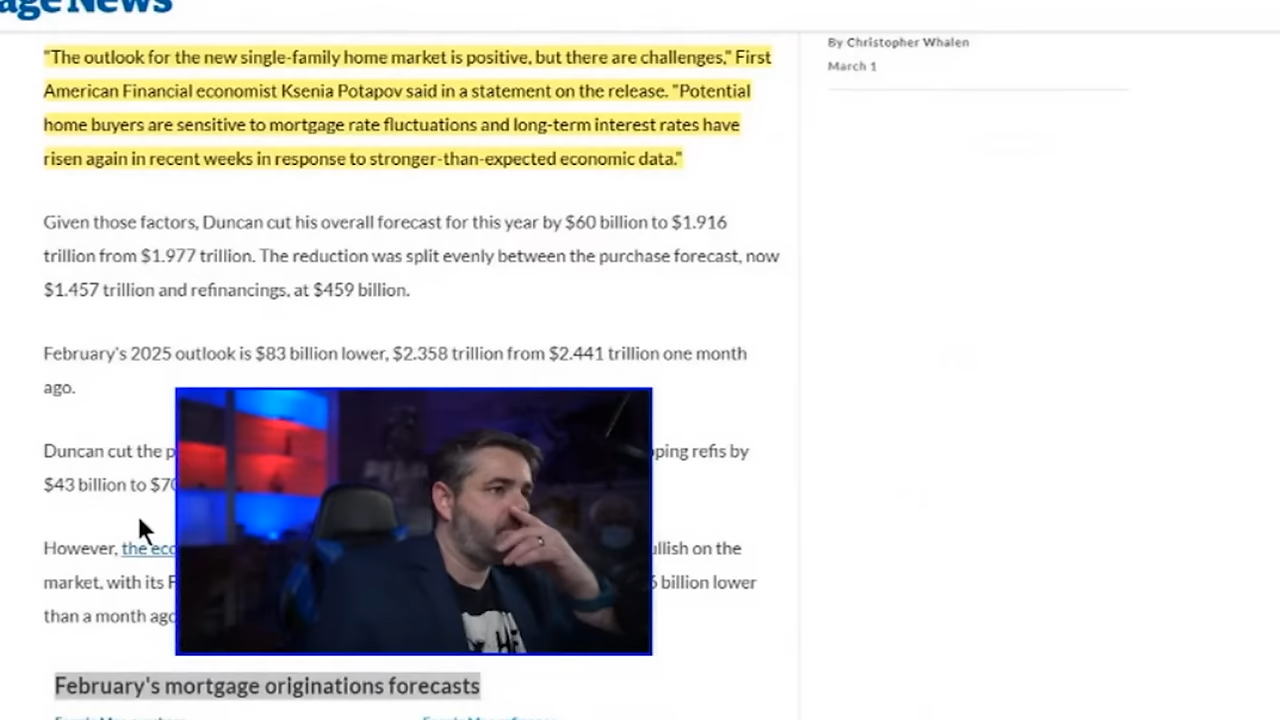 age News
"The outlook for the new single-family home market is positive, but there are challenges," First
American Financial economist Ksenia Potapov said in a statement on the release. "Potential
home buyers are sensitive to mortgage rate fluctuations and long-term interest rates have
risen again in recent weeks in response to stronger-than-expected economic data."
Given those factors, Duncan cut his overall forecast for this year by $60 billion to $1.916
trillion from $1.977 trillion. The reduction was split evenly between the purchase forecast, now
$1.457 trillion and refinancings, at $459 billion.
February's 2025 outlook is $83 billion lower, $2.358 trillion from $2.441 trillion one month
ago.
Duncan cut the p
ping refis by
$43 billion to $70
However, the eco
ullish on the
market, with its F
6 billion lower
than a month ago
February's mortgage originations forecasts
By Christopher Whalen
March 1